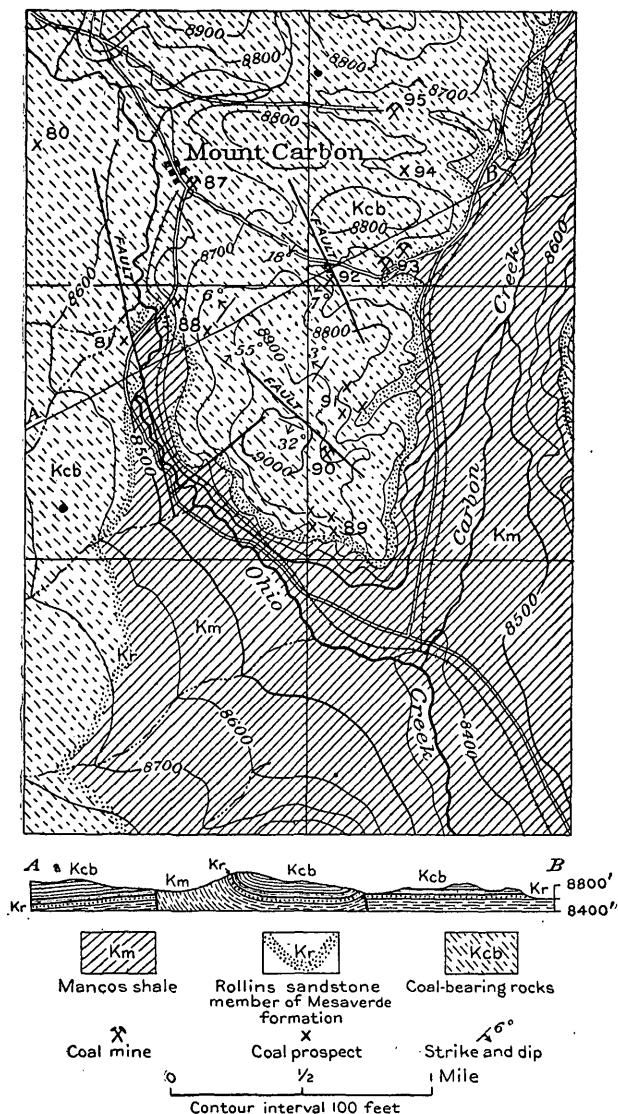 8900
8800
8800
8700
95
8800
80
Mount Carbon
94
B
87
Kcb
8800
Creek
8600
FAULT
8700
18
FAULT
92
93
8600
6°
7°
88
8800
8900
81
55
3°
FAULT
91
A
32°
90
9000
8500
Kcb
Carbon
Km
89
Ohio
8500
Kr
Km
Creek
8600
8400
8700
A
Kcb
Km
Kr
Kcb
Kcb
B
Kr
8800'
Kr
8400'
Km
Kr
Kcb
Mancos shale
Rollins sandstone
member of Mesaverde
formation
Coal-bearing rocks
Coal mine
Coal prospect
6°
Strike and dip
0
1/2
1 Mile
Contour interval 100 feet